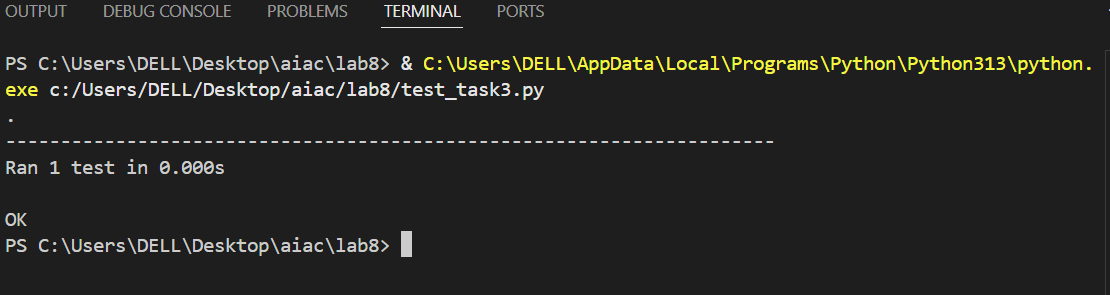 OUTPUT DEBUG CONSOLE PROBLEMS TERMINAL PORTS
PS C:\Users\DELL\Desktop\aiac\lab8> & C:\Users\DELL\AppData\Local\Programs\Python\Python313\python.
exe c:/Users/DELL/Desktop/aiac/lab8/test_task3.py
.
----------------------------------------------------------------------
Ran 1 test in 0.000s
OK
PS C:\Users\DELL\Desktop\aiac\lab8>